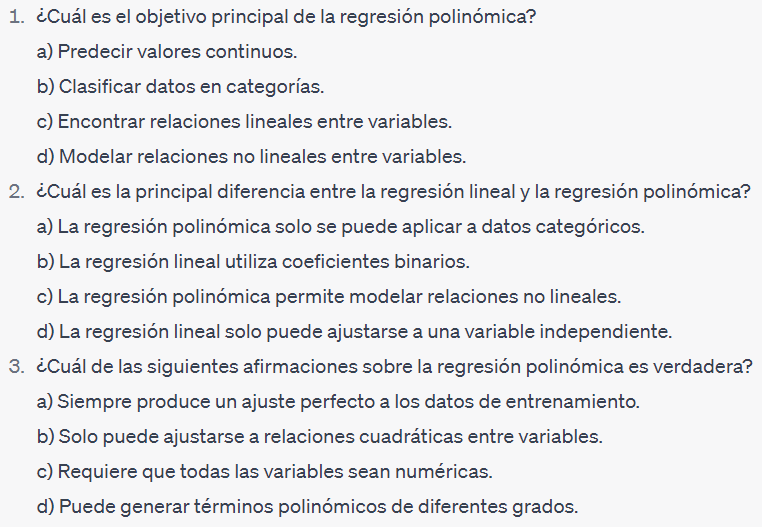 1. ¿Cuál es el objetivo principal de la regresión polinómica?
a) Predecir valores continuos.
b) Clasificar datos en categorías.
c) Encontrar relaciones lineales entre variables.
d) Modelar relaciones no lineales entre variables.
2. ¿Cuál es la principal diferencia entre la regresión lineal y la regresión polinómica?
a) La regresión polinómica solo se puede aplicar a datos categóricos.
b) La regresión lineal utiliza coeficientes binarios.
c) La regresión polinómica permite modelar relaciones no lineales.
d) La regresión lineal solo puede ajustarse a una variable independiente.
3. ¿Cuál de las siguientes afirmaciones sobre la regresión polinómica es verdadera?
a) Siempre produce un ajuste perfecto a los datos de entrenamiento.
b) Solo puede ajustarse a relaciones cuadráticas entre variables.
c) Requiere que todas las variables sean numéricas.
d) Puede generar términos polinómicos de diferentes grados.